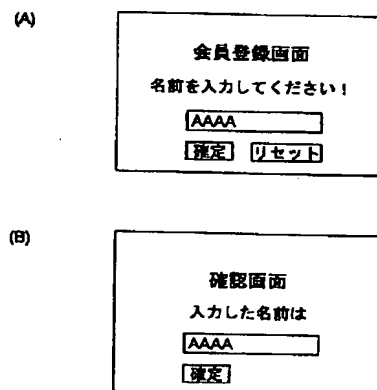 (A)
会員登録画面
名前を入力してください！
AAAA
確定 リセット
(B)
確認画面
入力した名前は
AAAA
確定